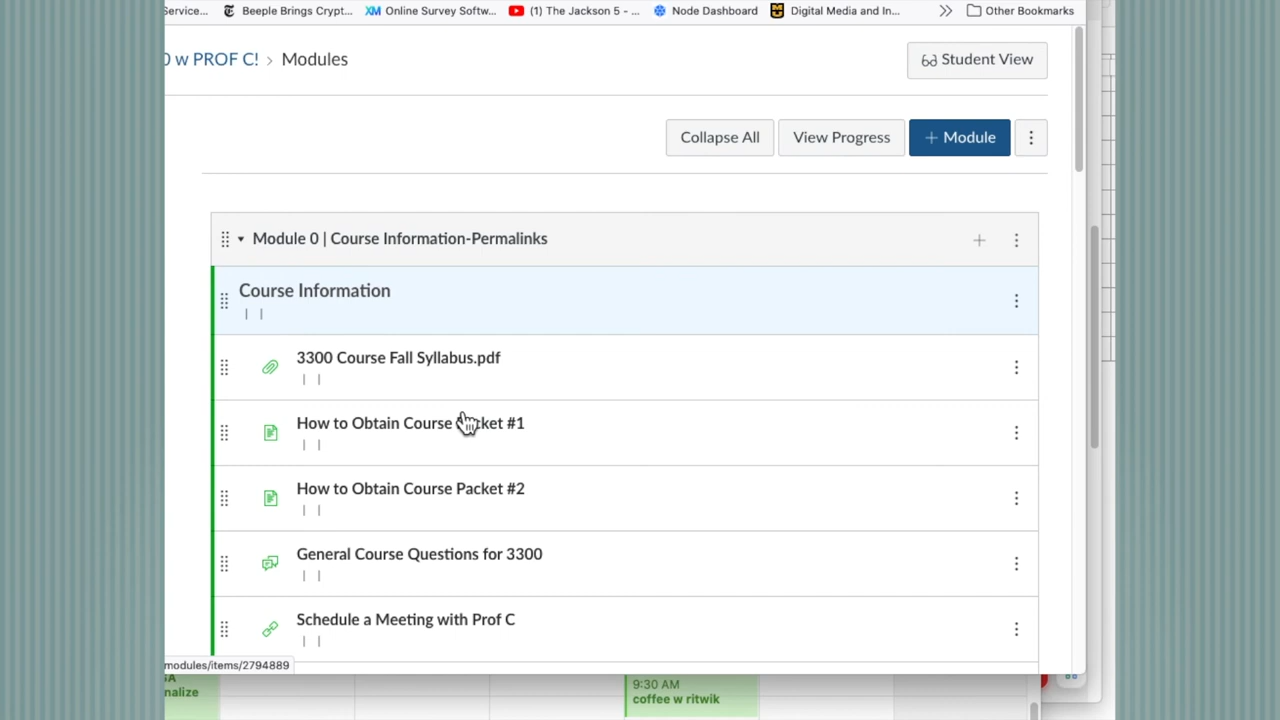 Service...
Beeple Brings Crypt...
XM Online Survey Softw...
(1) The Jackson 5 - ...
Node Dashboard
Digital Media and In...
Other Bookmarks
w PROF C! > Modules
Student View
Collapse All
View Progress
+ Module
Module 0 | Course Information-Permalinks
Course Information
| |
3300 Course Fall Syllabus.pdf
| |
How to Obtain Course Packet #1
| |
How to Obtain Course Packet #2
| |
General Course Questions for 3300
| |
Schedule a Meeting with Prof C
| |
modules/items/2794889
nalize
9:30 AM
coffee w ritwik